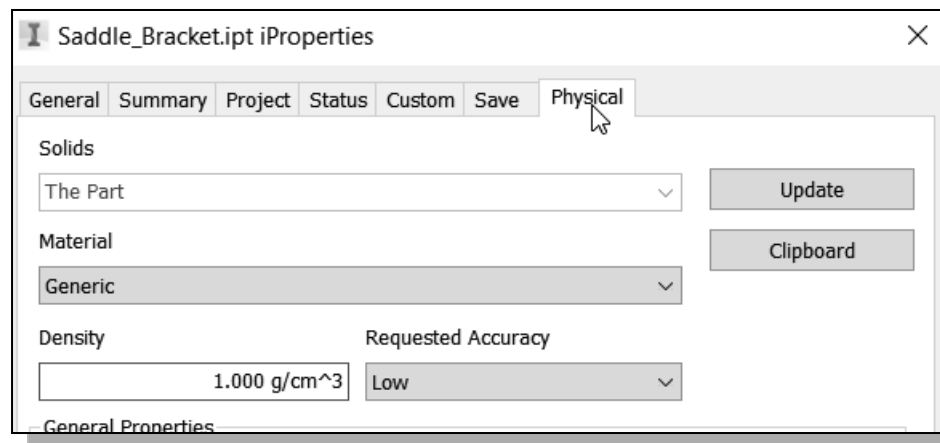 Saddle_Bracket.ipt iProperties
General Summary Project Status Custom Save Physical
Solids
The Part
Update
Material
Clipboard
Generic
Density Requested Accuracy
1.000 g/cm^3 Low
General Properties